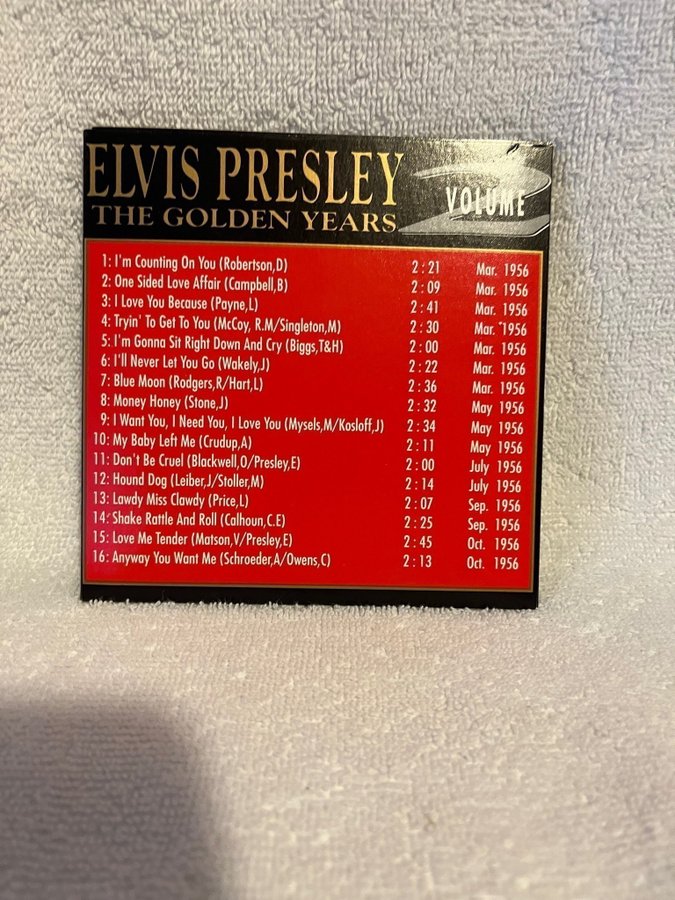 ELVIS PRESLEY
THE GOLDEN YEARS
VOLUME 2
1: I'm Counting On You (Robertson,D) 2:21 Mar. 1956
2: One Sided Love Affair (Campbell,B) 2:09 Mar. 1956
3: I Love You Because (Payne,L) 2:41 Mar. 1956
4: Tryin' To Get To You (McCoy, R.M/Singleton,M) 2:30 Mar. 1956
5: I'm Gonna Sit Right Down And Cry (Biggs,T&H) 2:00 Mar. 1956
6: I'll Never Let You Go (Wakely,J) 2:22 Mar. 1956
7: Blue Moon (Rodgers,R/Hart,L) 2:36 Mar. 1956
8: Money Honey (Stone,J) 2:32 May 1956
9: I Want You, I Need You, I Love You (Mysels,M/Kosloff,J) 2:34 May 1956
10: My Baby Left Me (Crudup,A) 2:11 May 1956
11: Don't Be Cruel (Blackwell,O/Presley,E) 2:00 July 1956
12: Hound Dog (Leiber,J/Stoller,M) 2:14 July 1956
13: Lawdy Miss Clawdy (Price,L) 2:07 Sep. 1956
14: Shake Rattle And Roll (Calhoun,C.E) 2:25 Sep. 1956
15: Love Me Tender (Matson,V/Presley,E) 2:45 Oct. 1956
16: Anyway You Want Me (Schroeder,A/Owens,C) 2:13 Oct. 1956